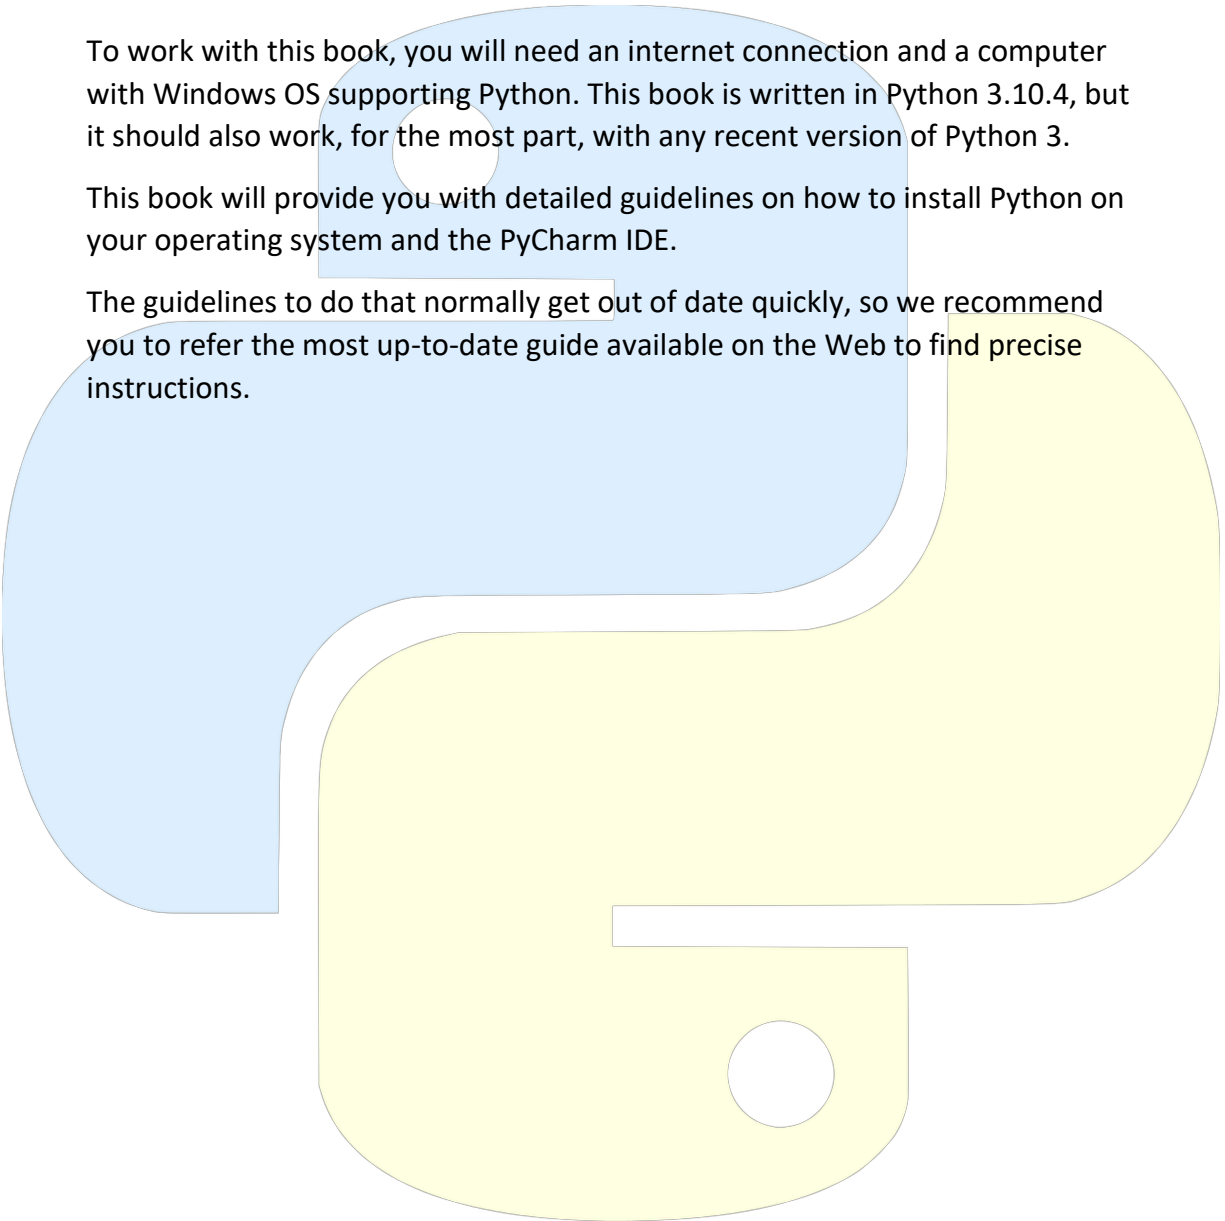 To work with this book, you will need an internet connection and a computer
with Windows OS supporting Python. This book is written in Python 3.10.4, but
it should also work, for the most part, with any recent version of Python 3.
This book will provide you with detailed guidelines on how to install Python on
your operating system and the PyCharm IDE.
The guidelines to do that normally get out of date quickly, so we recommend
you to refer the most up-to-date guide available on the Web to find precise
instructions.